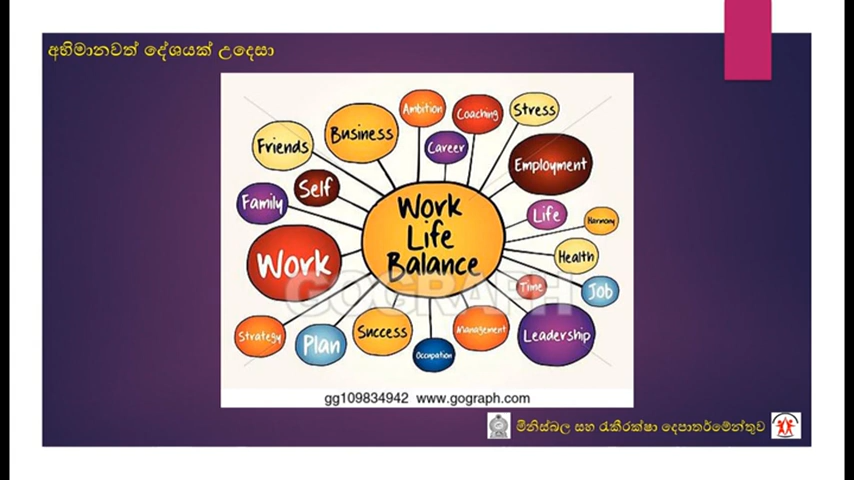 අභිමානවත් දේශයක් උදෙසා
Ambition
Coaching
Stress
Business
Friends
Career
Employment
Self
Family
Work
Life
Balance
Life
Harmony
Work
Health
Time
Job
Strategy
Plan
Success
Occupation
Management
Leadership
GOGRAPH
gg109834942 www.gograph.com
මිනිස්බල සහ රැකීරක්ෂා දෙපාතර්මේන්තුව